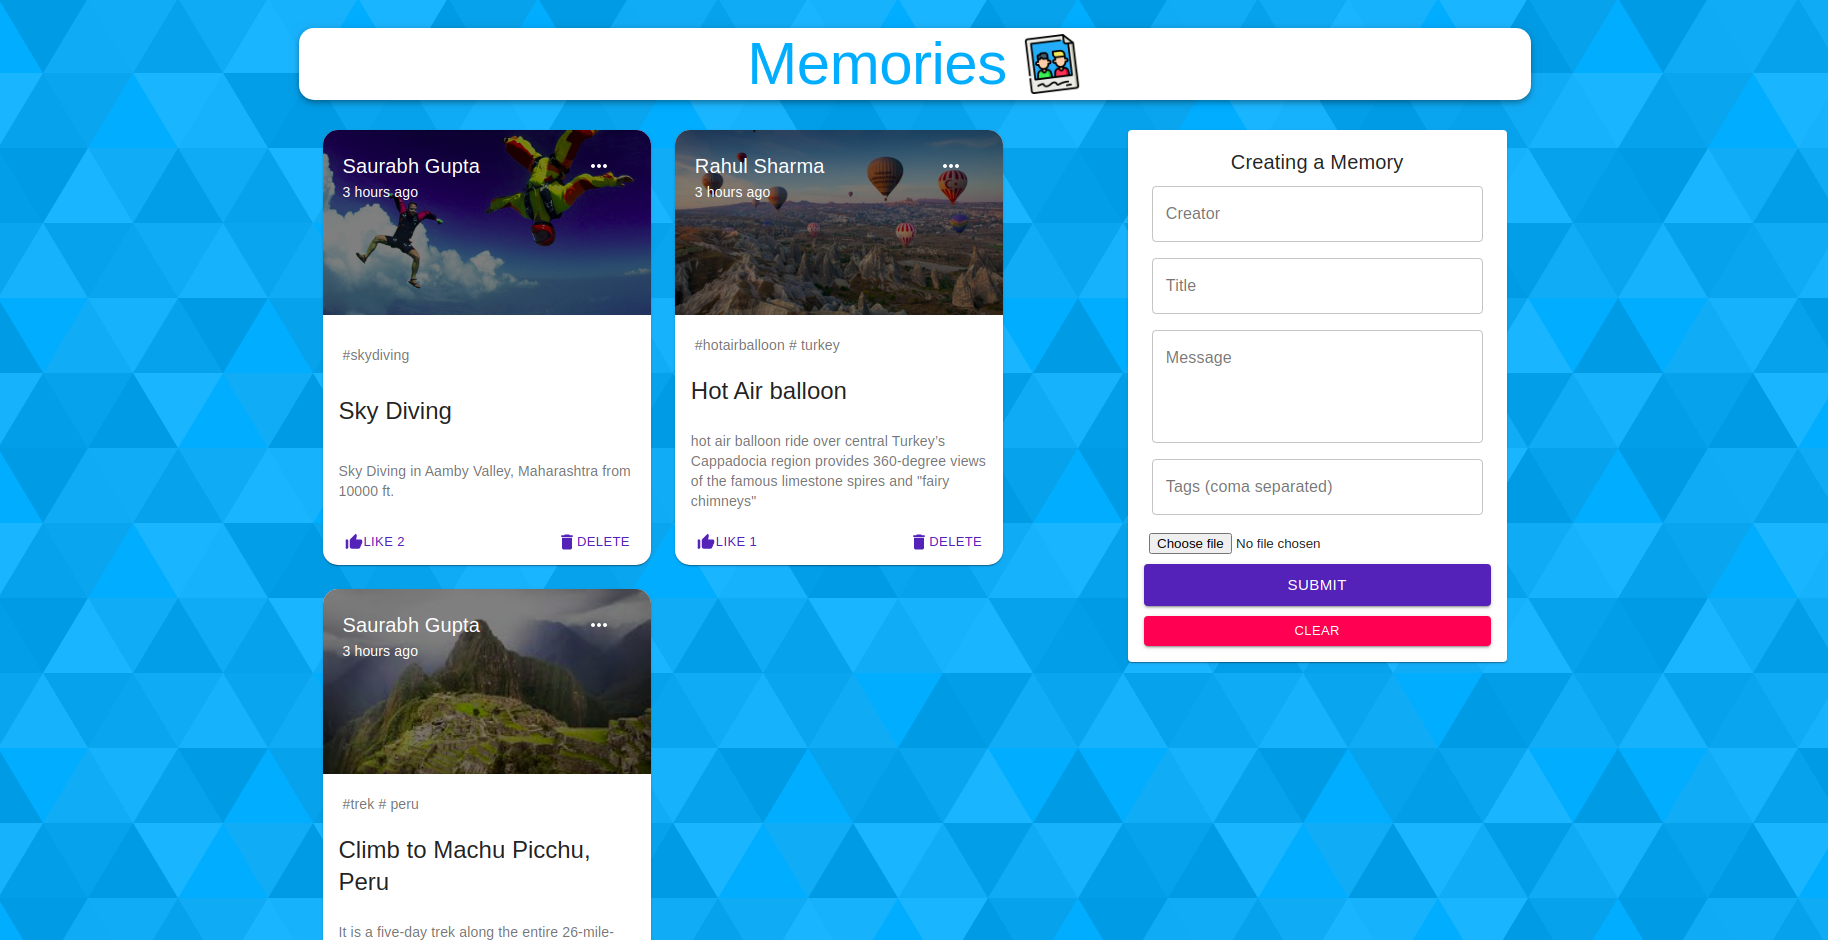 Memories
Saurabh Gupta
3 hours ago
#skydiving
Sky Diving
Sky Diving in Aamby Valley, Maharashtra from
10000 ft.
LIKE 2
DELETE
Rahul Sharma
3 hours ago
#hotairballoon # turkey
Hot Air balloon
hot air balloon ride over central Turkey’s
Cappadocia region provides 360-degree views
of the famous limestone spires and "fairy
chimneys"
LIKE 1
DELETE
Saurabh Gupta
3 hours ago
#trek # peru
Climb to Machu Picchu,
Peru
It is a five-day trek along the entire 26-mile-
Creating a Memory
Creator
Title
Message
Tags (coma separated)
Choose file No file chosen
SUBMIT
CLEAR